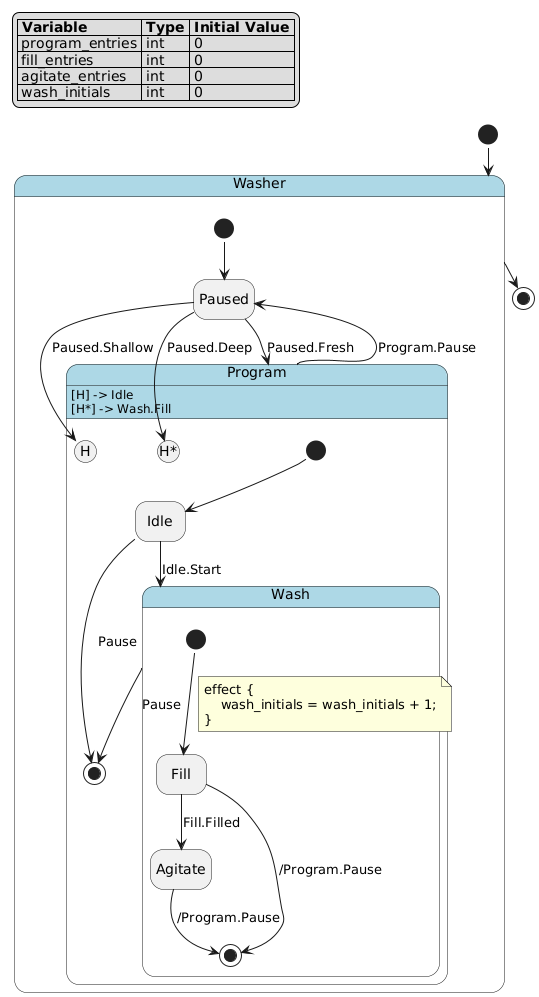 Variable Type Initial Value
program_entries int 0
fill_entries int 0
agitate_entries int 0
wash_initials int 0
Washer
Paused
Paused.Shallow
Paused.Deep
Paused.Fresh
Program.Pause
Program
[H] -> Idle
[H*] -> Wash.Fill
H
H*
Idle
Idle.Start
Wash
Pause
Pause
effect {
wash_initials = wash_initials + 1;
}
Fill
Fill.Filled
Agitate
/Program.Pause
/Program.Pause